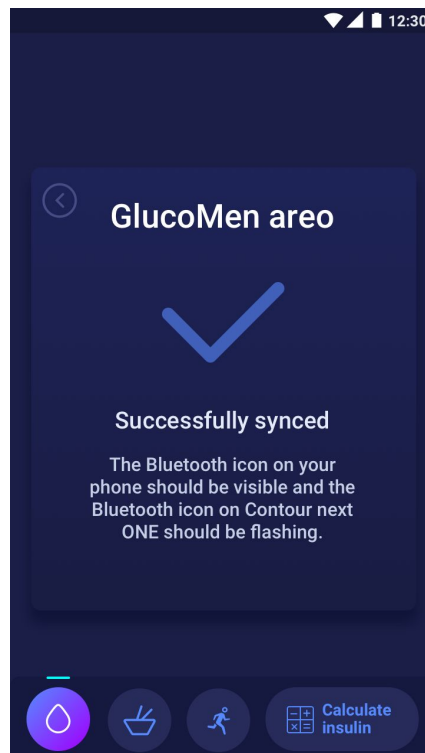 12:30
GlucoMen areo
Successfully synced
The Bluetooth icon on your
phone should be visible and the
Bluetooth icon on Contour next
ONE should be flashing.
Calculate
insulin